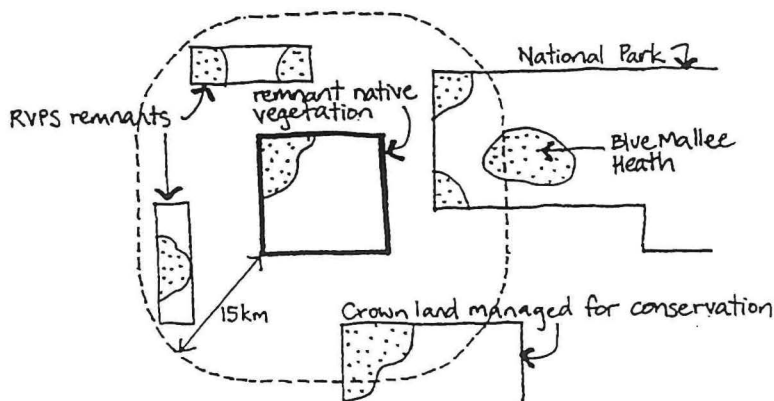 National Park
RVPS remnants
remnant native
vegetation
Blue Mallee
Heath
15km
Crown land managed for conservation